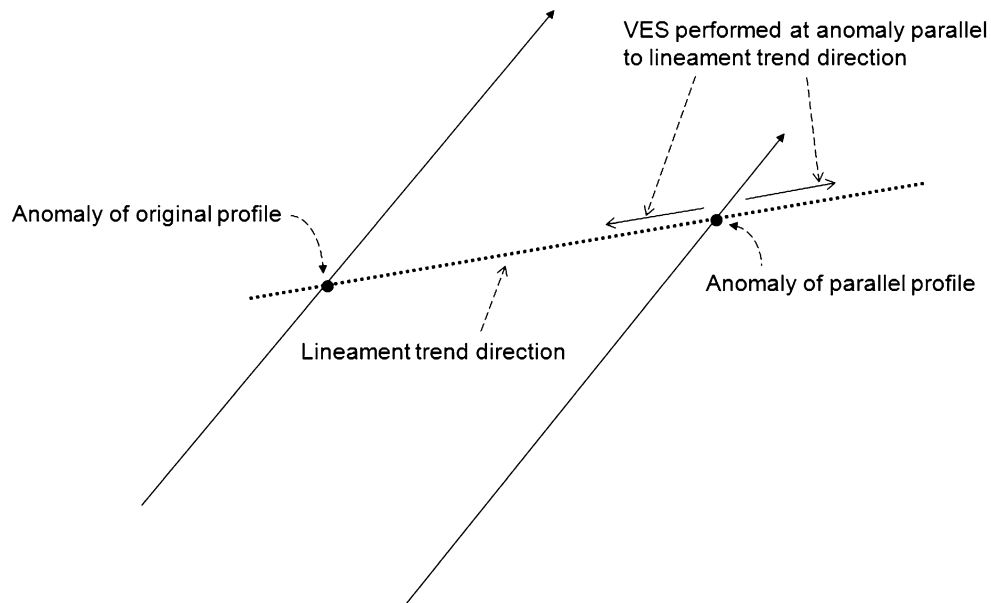 VES performed at anomaly parallel
to lineament trend direction
Anomaly of original profile
Anomaly of parallel profile
Lineament trend direction